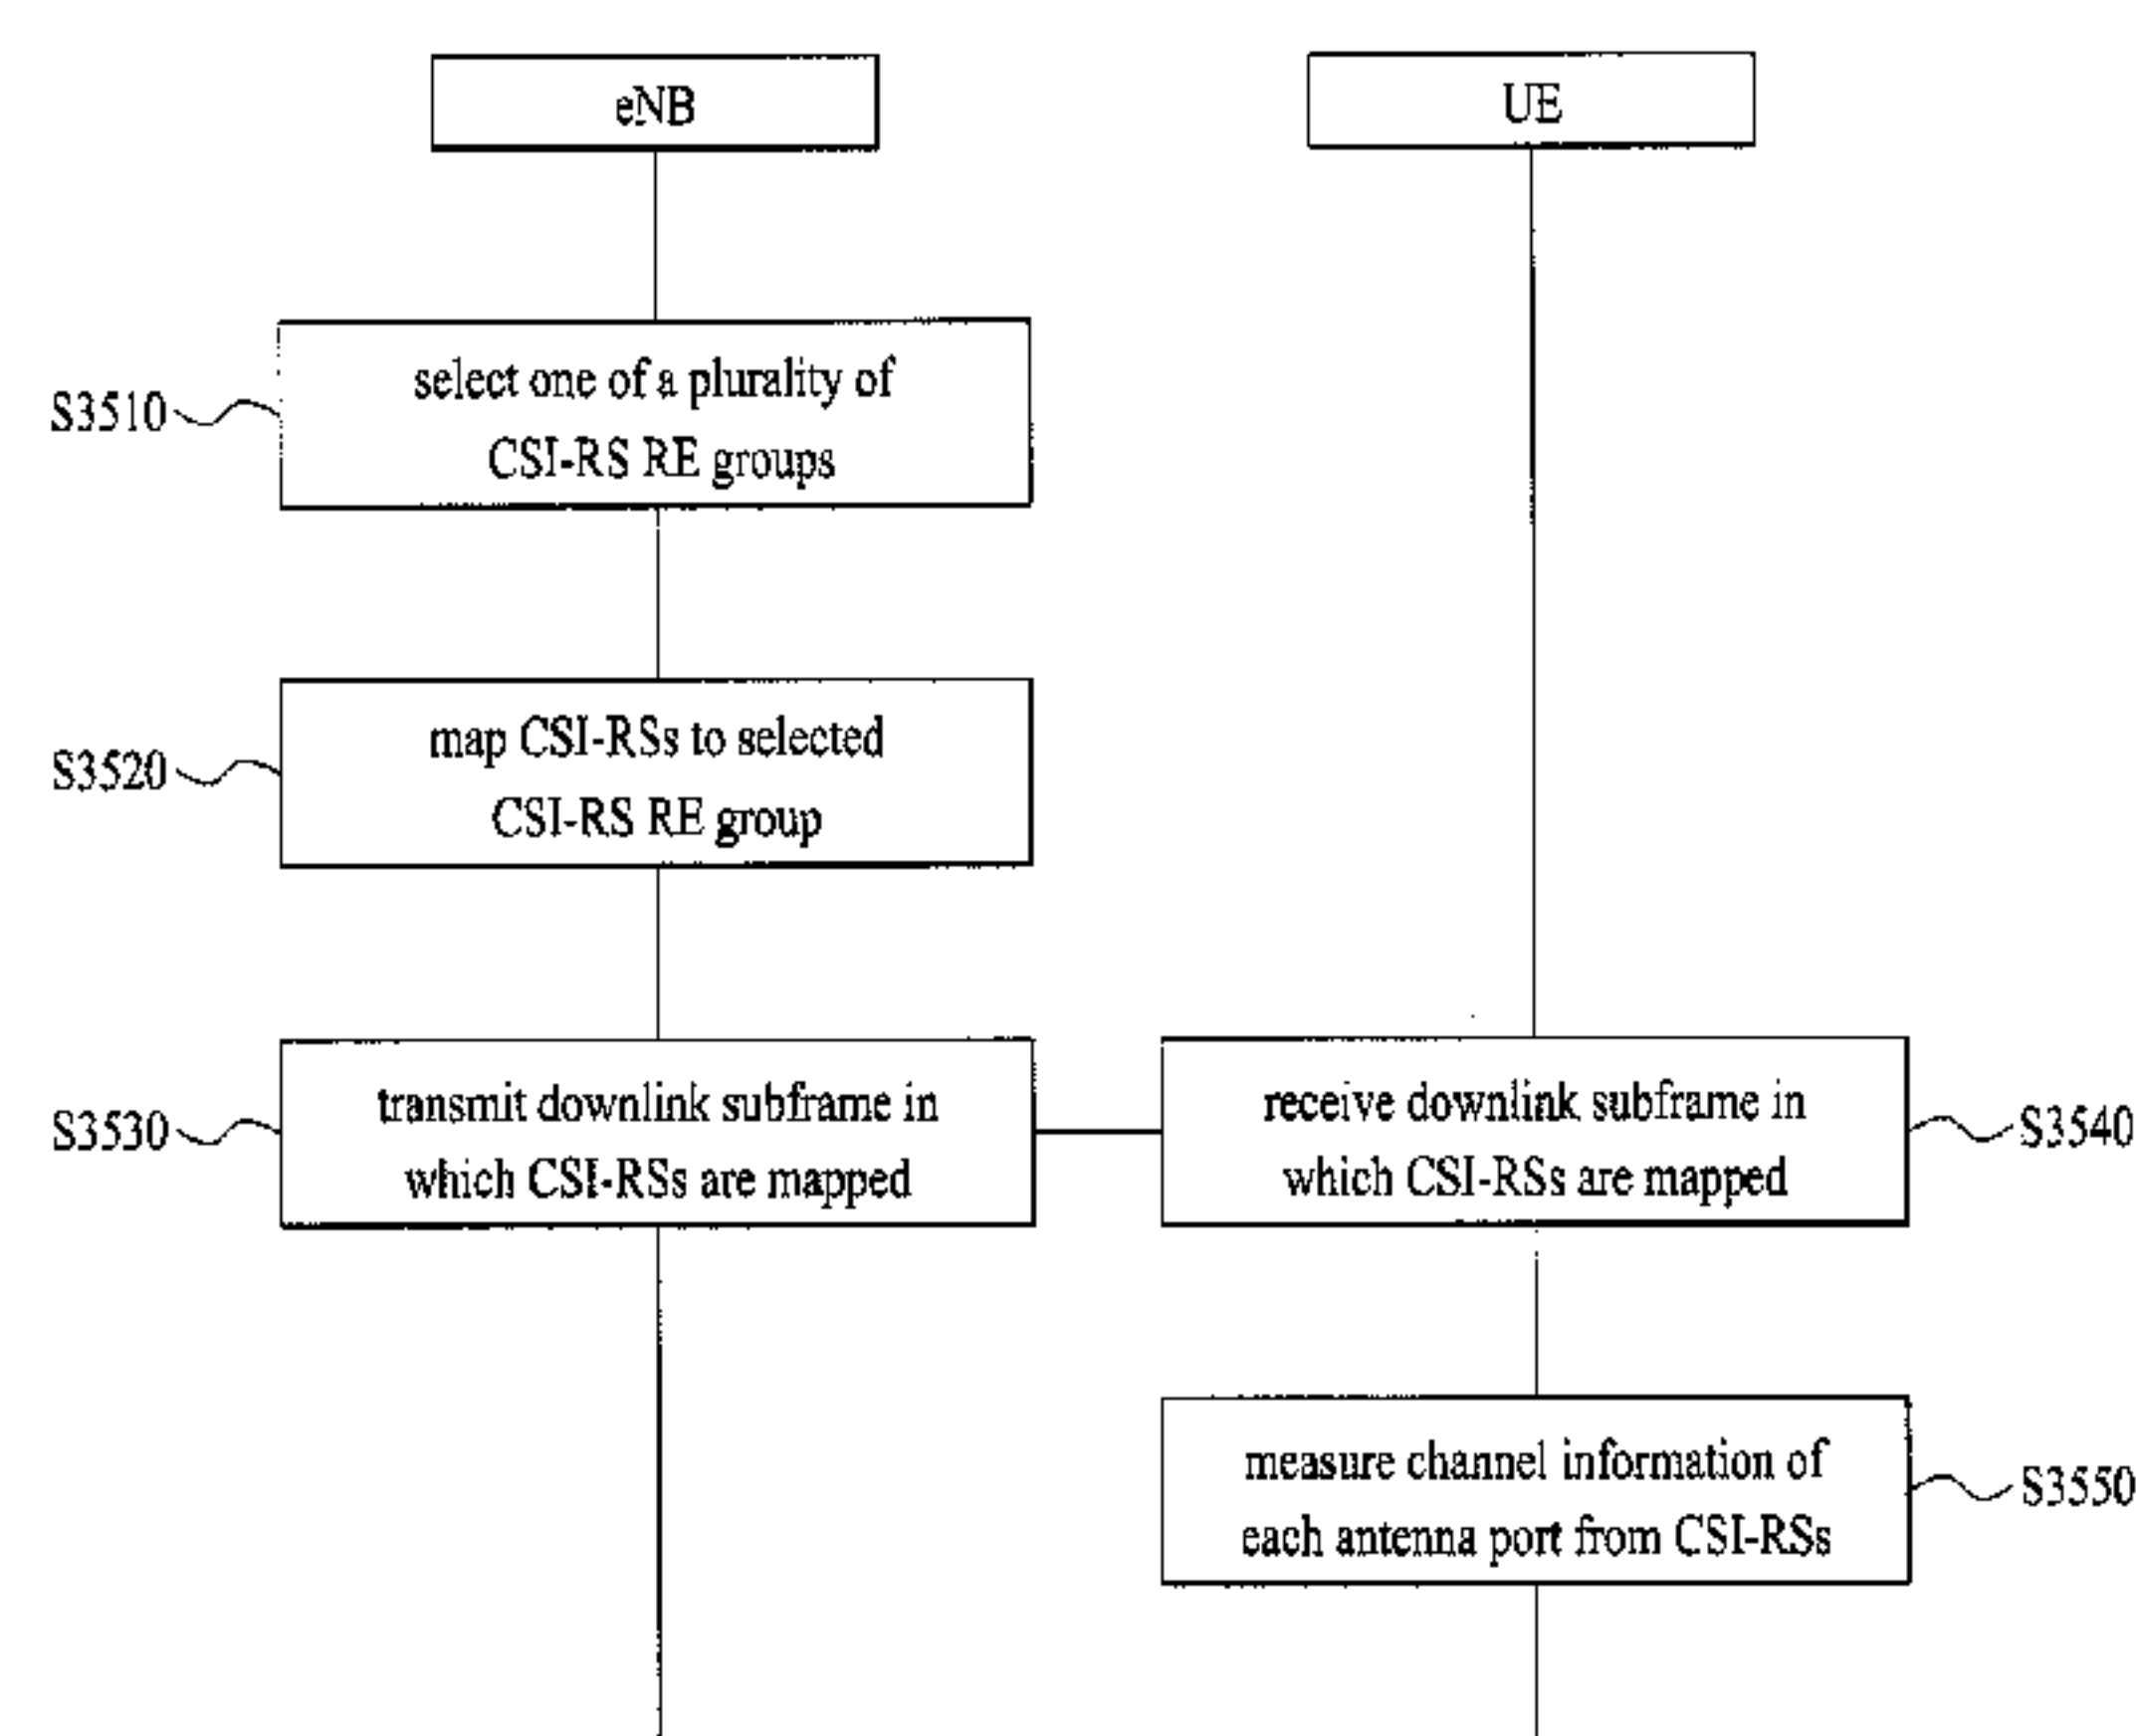 eNB
UE
S3510
select one of a plurality of
CSI-RS RE groups
S3520
map CSI-RSs to selected
CSI-RS RE group
S3530
transmit downlink subframe in
which CSI-RSs are mapped
receive downlink subframe in
which CSI-RSs are mapped
S3540
measure channel information of
each antenna port from CSI-RSs
S3550